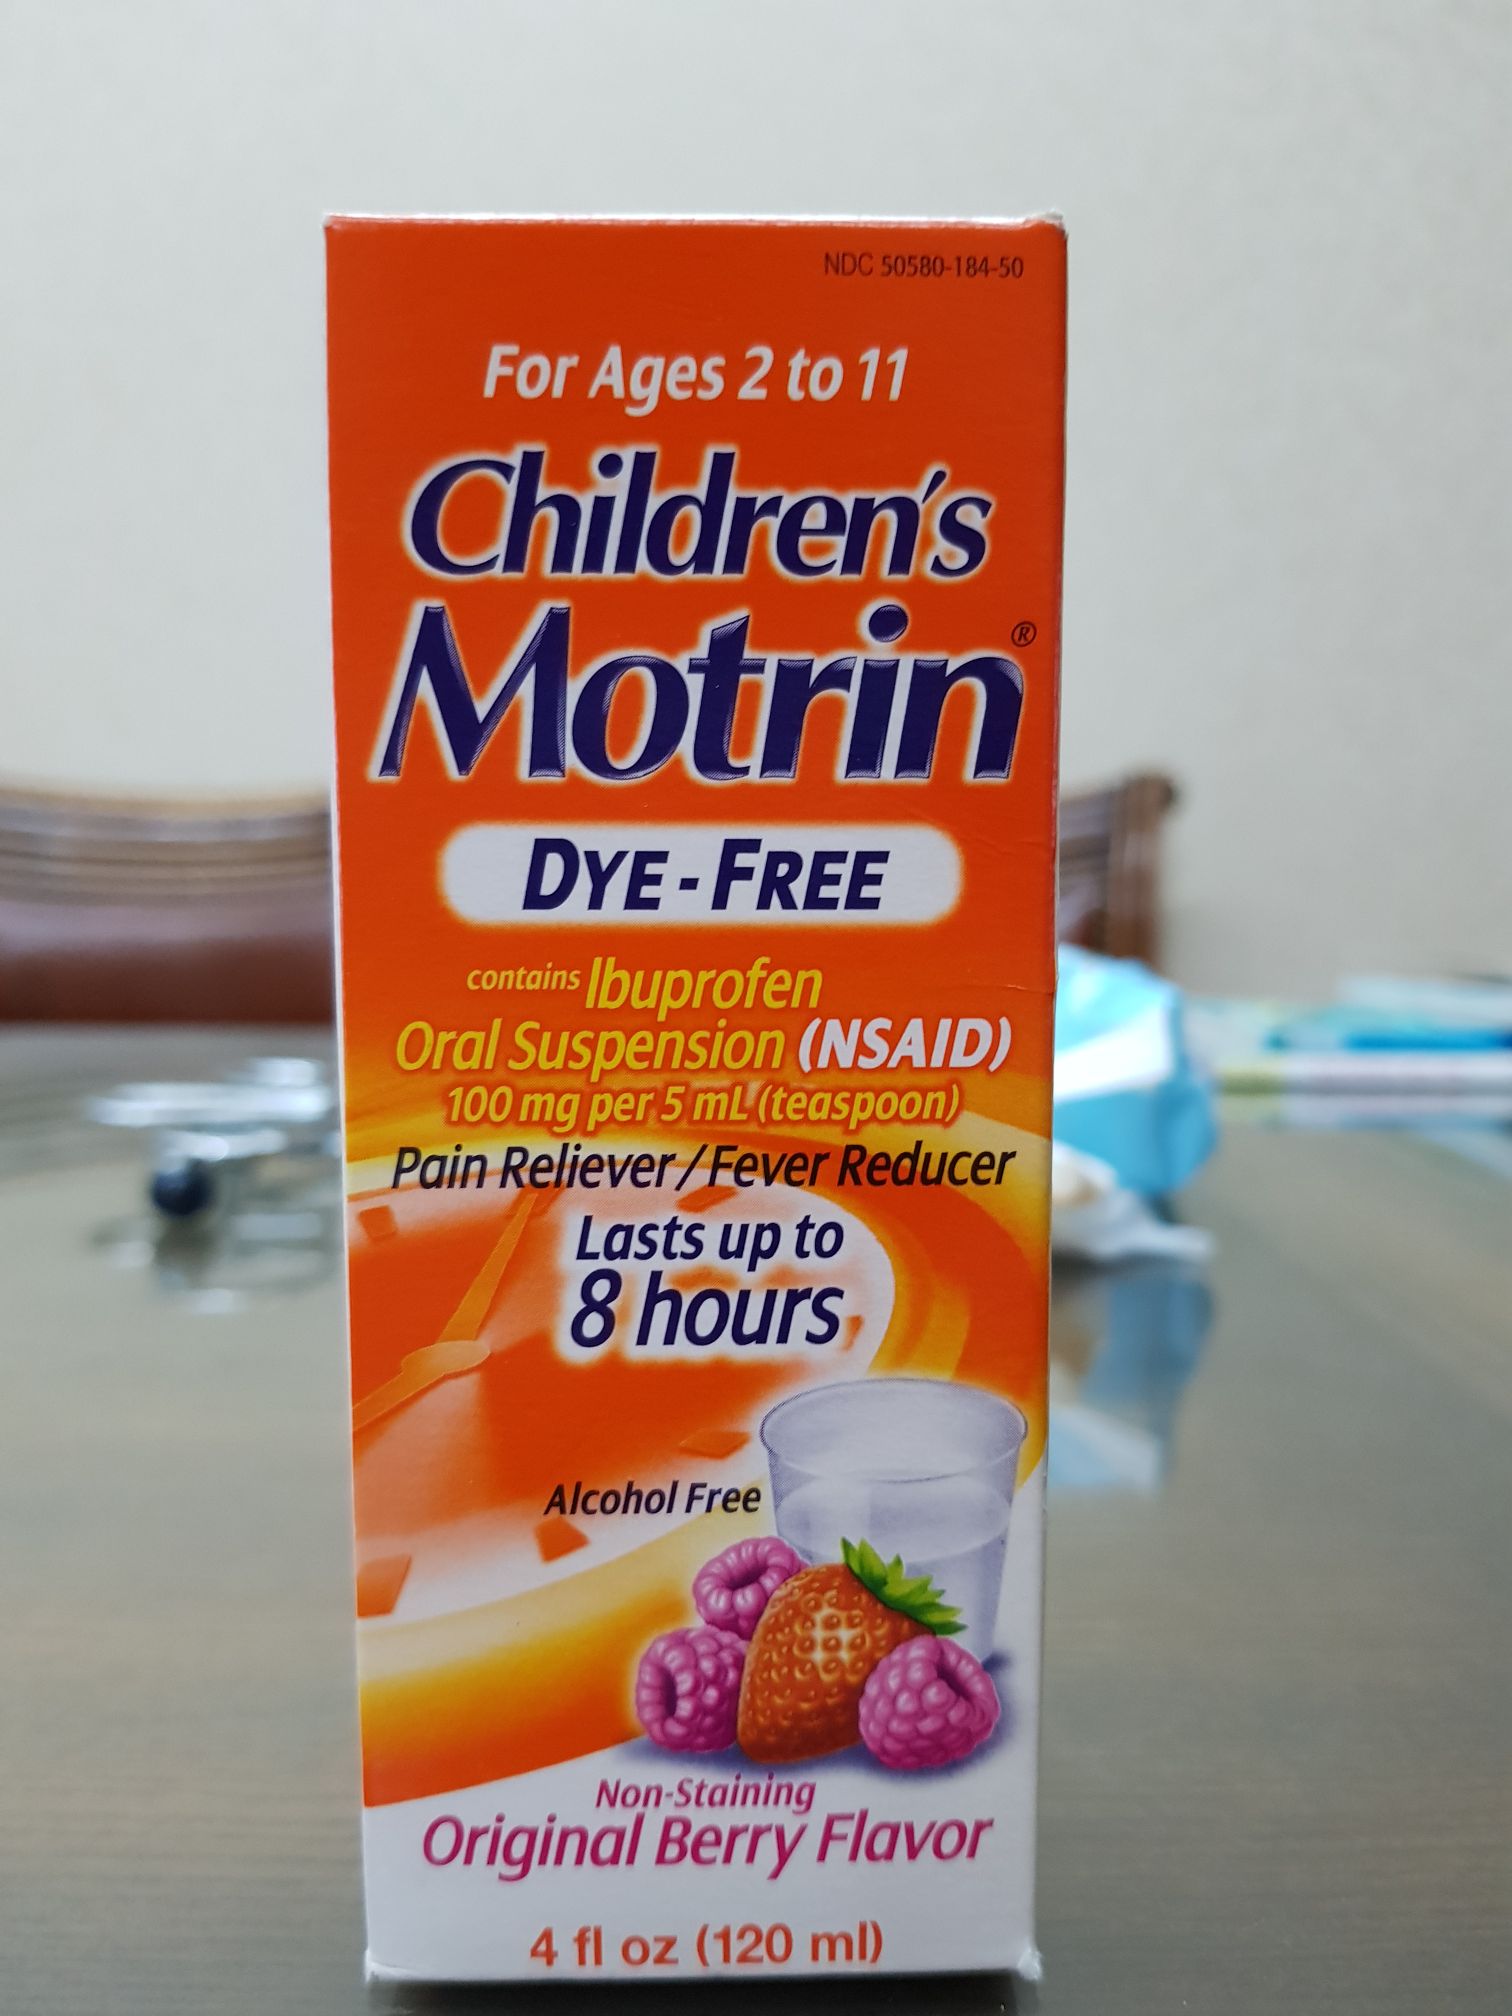 NDC 50580-184-50
For Ages 2 to 11
Children's
Motrin®
DYE-FREE
contains Ibuprofen
Oral Suspension (NSAID)
100 mg per 5 mL (teaspoon)
Pain Reliever/Fever Reducer
Lasts up to
8 hours
Alcohol Free
Non-Staining
Original Berry Flavor
4 fl oz (120 ml)